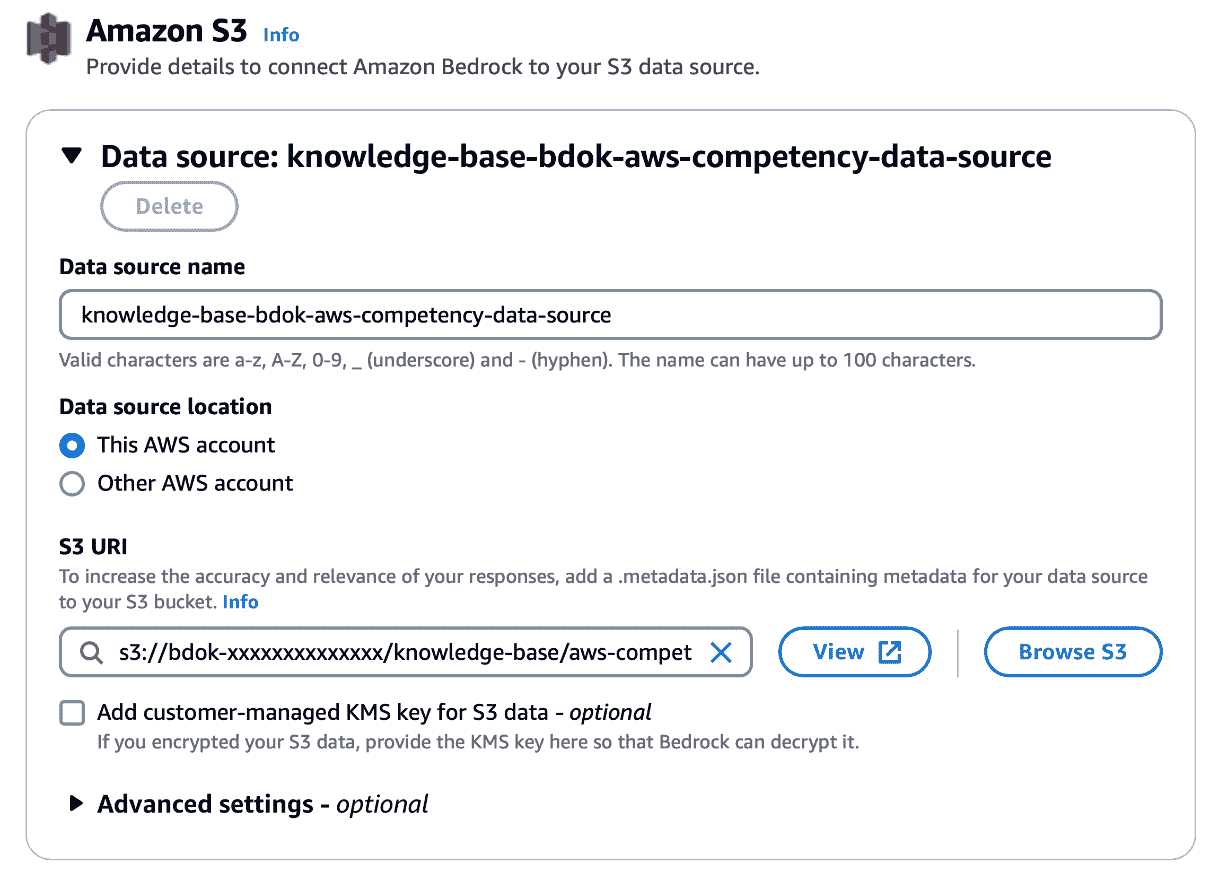 Amazon S3 Info
Provide details to connect Amazon Bedrock to your S3 data source.
Data source: knowledge-base-bdok-aws-competency-data-source
Delete
Data source name
knowledge-base-bdok-aws-competency-data-source
Valid characters are a-z, A-Z, 0-9, _ (underscore) and - (hyphen). The name can have up to 100 characters.
Data source location
This AWS account
Other AWS account
S3 URI
To increase the accuracy and relevance of your responses, add a .metadata.json file containing metadata for your data source
to your S3 bucket. Info
s3://bdok-xxxxxxxxxxxxxx/knowledge-base/aws-compet View Browse S3
Add customer-managed KMS key for S3 data - optional
If you encrypted your S3 data, provide the KMS key here so that Bedrock can decrypt it.
Advanced settings - optional